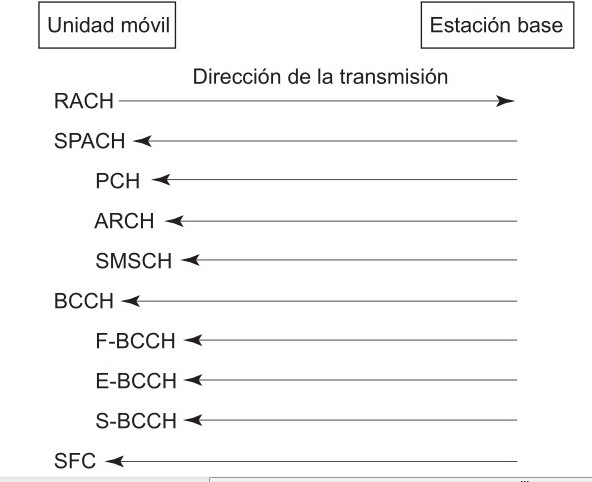 Unidad móvil
Estación base
Dirección de la transmisión
RACH
SPACH
PCH
ARCH
SMSCH
BCCH
F-BCCH
E-BCCH
S-BCCH
SFC